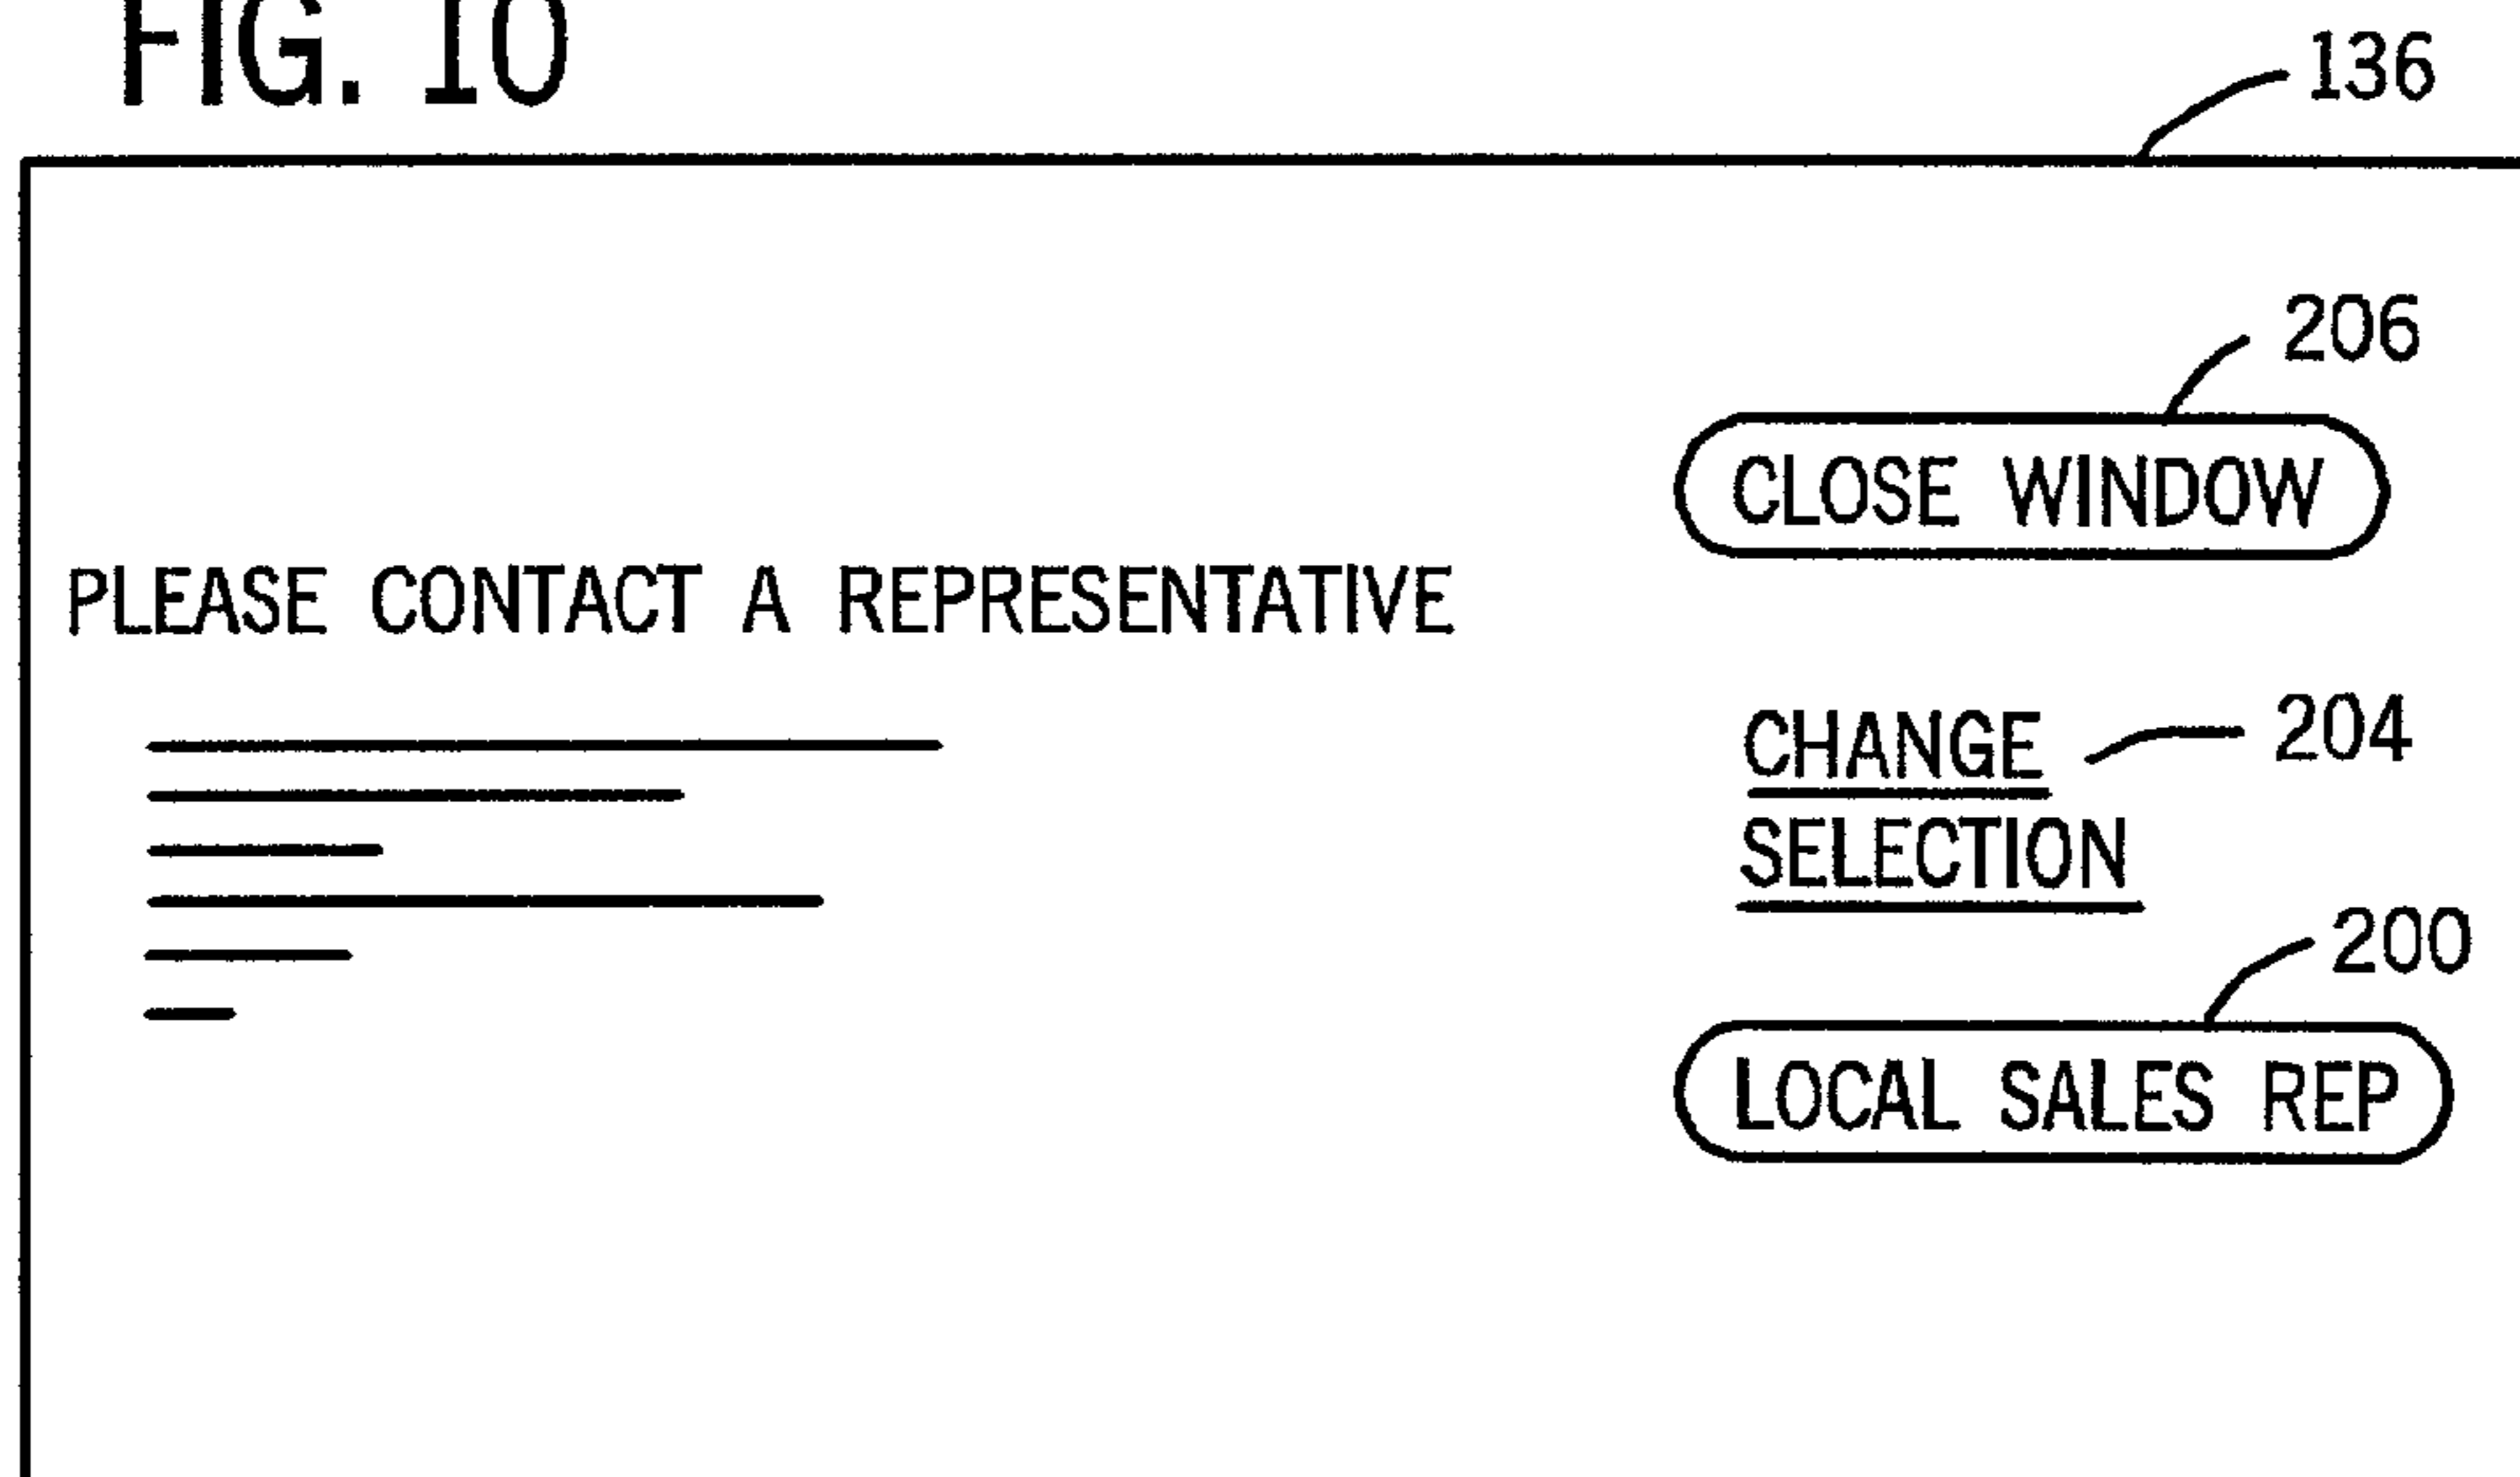 FIG. 10
136
206
CLOSE WINDOW
PLEASE CONTACT A REPRESENTATIVE
CHANGE
204
SELECTION
200
LOCAL SALES REP